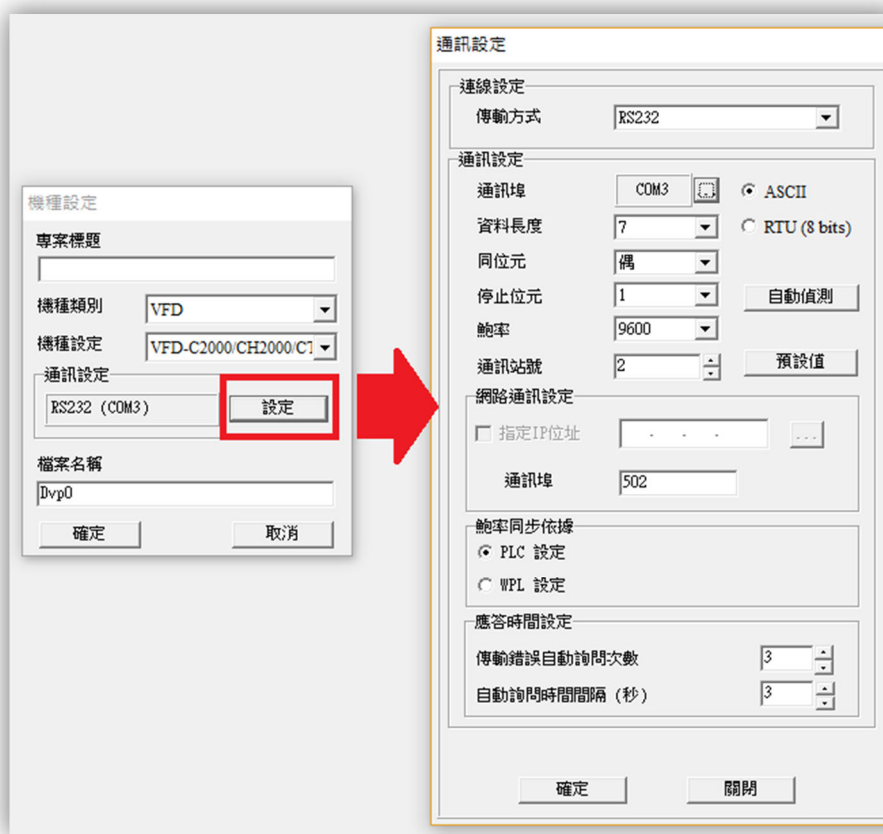 機種設定
專案標題
機種類別 VFD
機種設定 VFD-C2000/CH2000/CT
通訊設定
RS232 (COM3) 設定
檔案名稱
Dvp0
確定 取消
通訊設定
連線設定
傳輸方式 RS232
通訊設定
通訊埠 COM3 ... ASCII
資料長度 7 RTU (8 bits)
同位元 偶
停止位元 1 自動偵測
鮑率 9600
通訊站號 2 預設值
網路通訊設定
指定IP位址 . . . ...
通訊埠 502
鮑率同步依據
PLC 設定
WPL 設定
應答時間設定
傳輸錯誤自動詢問次數 3
自動詢問時間間隔 (秒) 3
確定 關閉